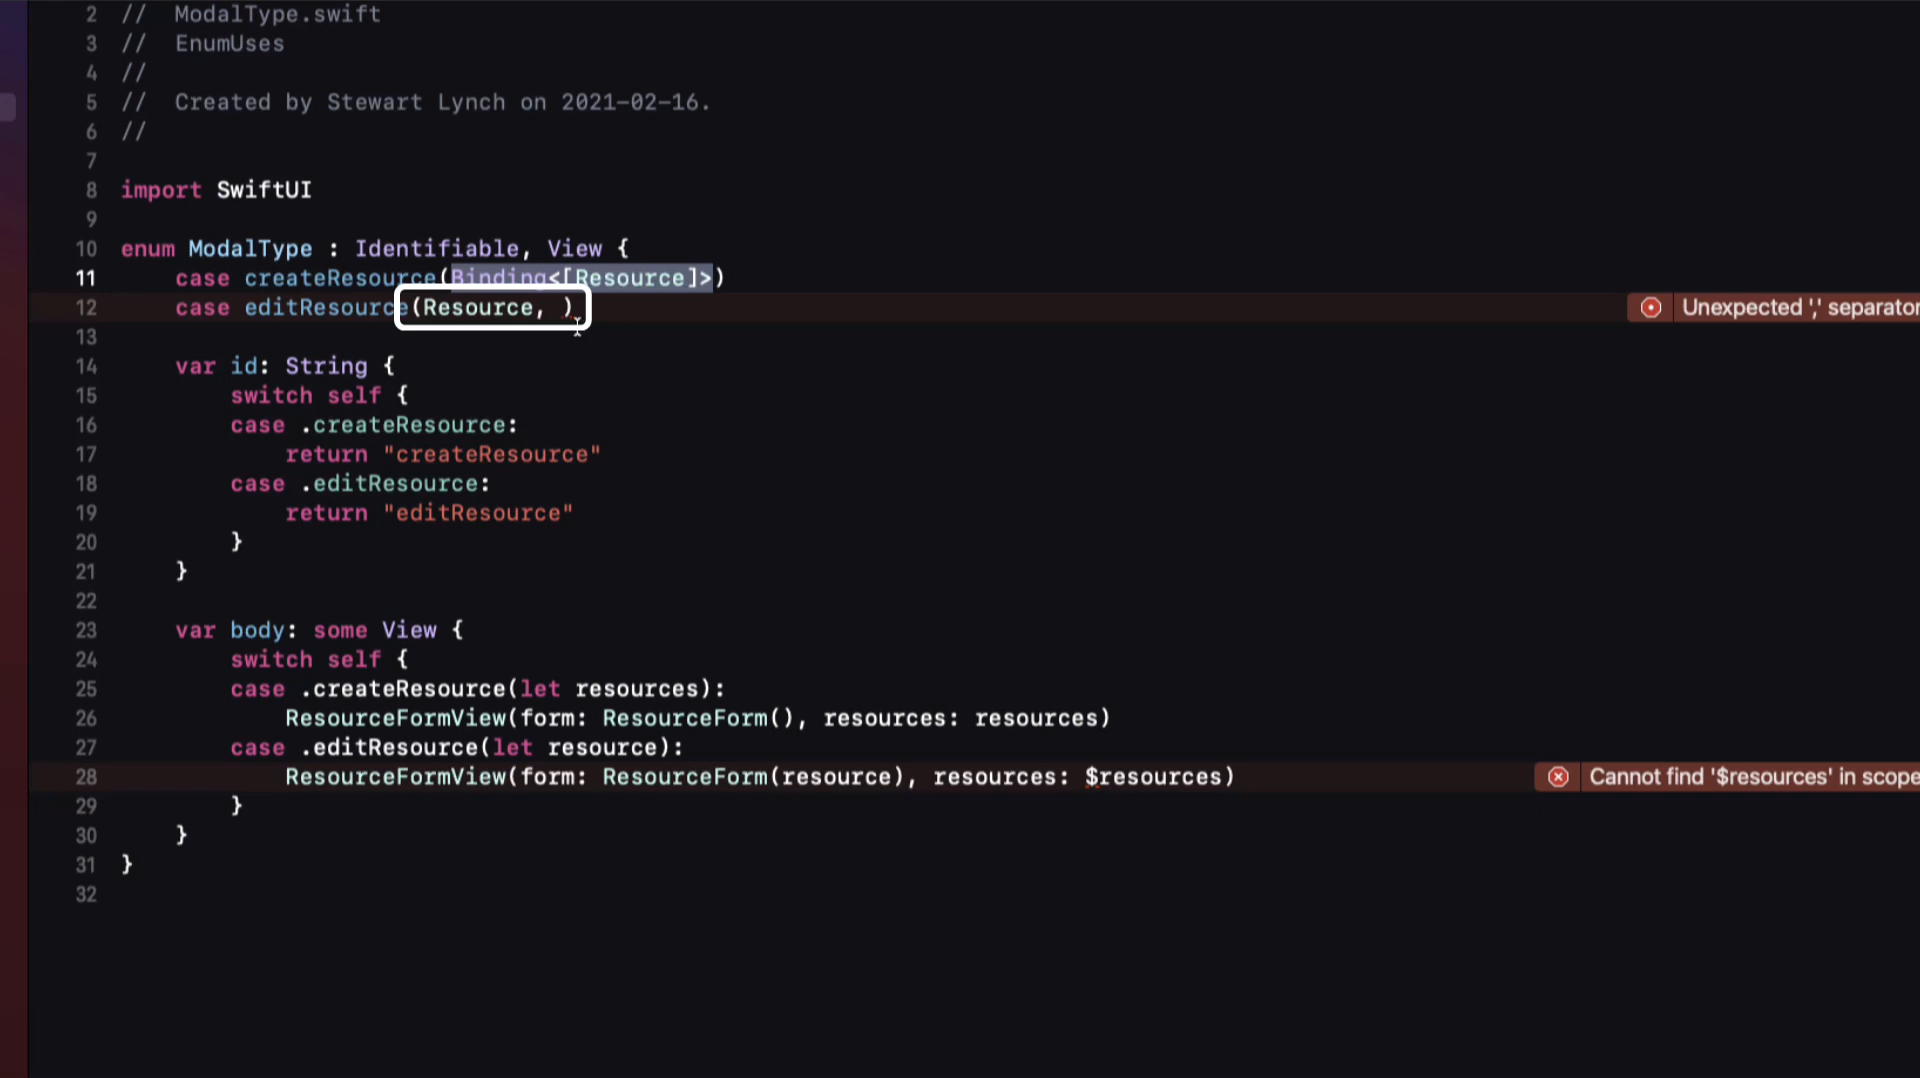 2 //  ModalType.swift
3 //  EnumUses
4 //
5 //  Created by Stewart Lynch on 2021-02-16.
6 //
7
8 import SwiftUI
9
10 enum ModalType : Identifiable, View {
11     case createResource(Binding<[Resource]>)
12     case editResource(Resource, ) Unexpected ',' separator
13
14     var id: String {
15         switch self {
16         case .createResource:
17             return "createResource"
18         case .editResource:
19             return "editResource"
20         }
21     }
22
23     var body: some View {
24         switch self {
25         case .createResource(let resources):
26             ResourceFormView(form: ResourceForm(), resources: resources)
27         case .editResource(let resource):
28             ResourceFormView(form: ResourceForm(resource), resources: $resources) Cannot find '$resources' in scope
29         }
30     }
31 }
32